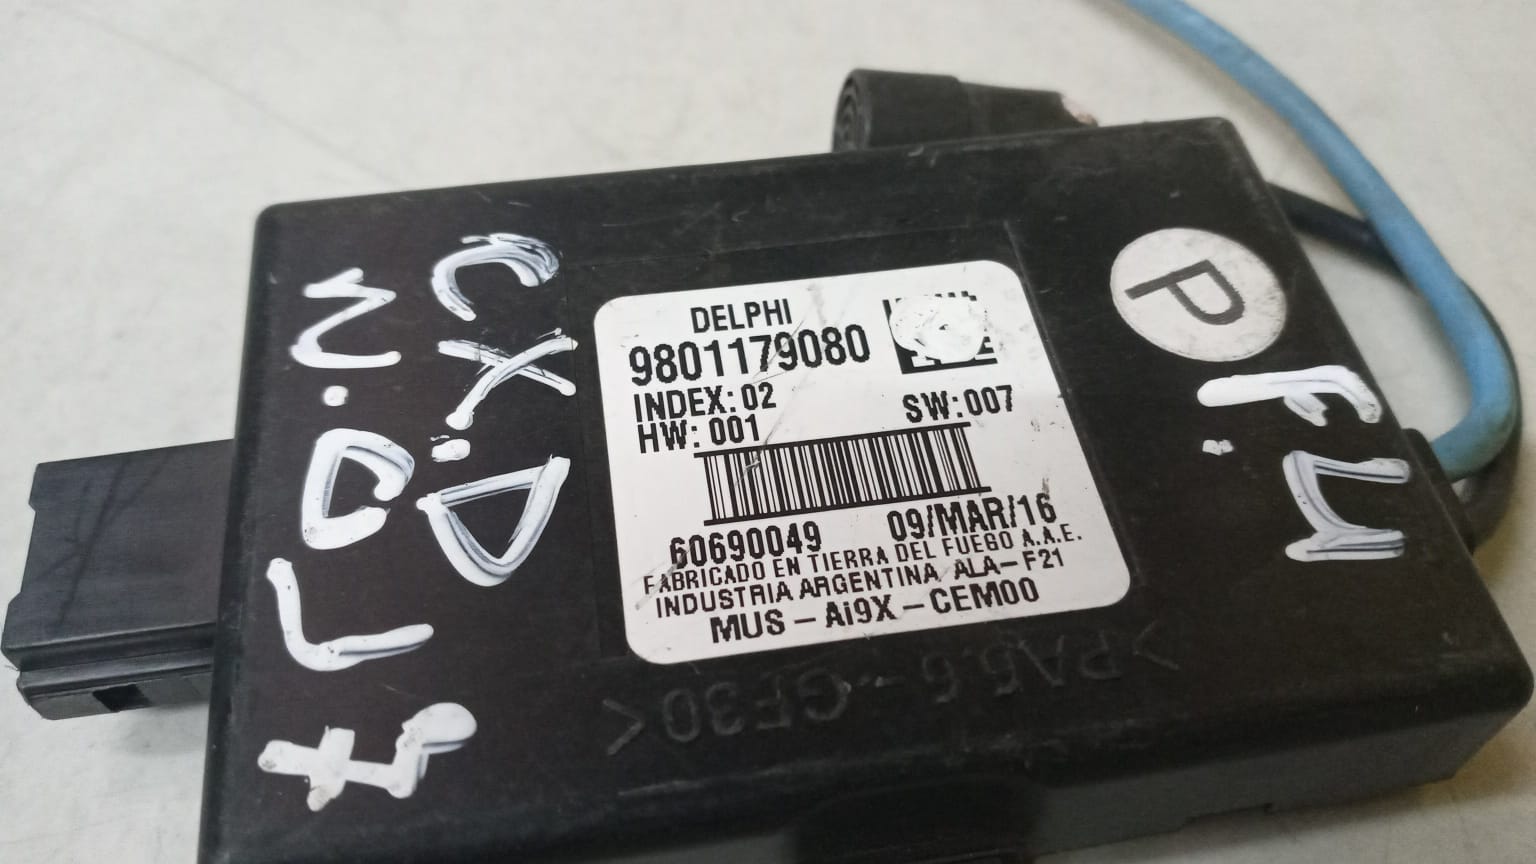 DELPHI
9801179080
INDEX: 02
HW: 001 SW: 007
60690049 09/MAR/16
FABRICADO EN TIERRA DEL FUEGO A.A.E.
INDUSTRIA ARGENTINA ALA-F21
MUS-Ai9X-CEM00
>PA6.6-GF30<
P
CX.D